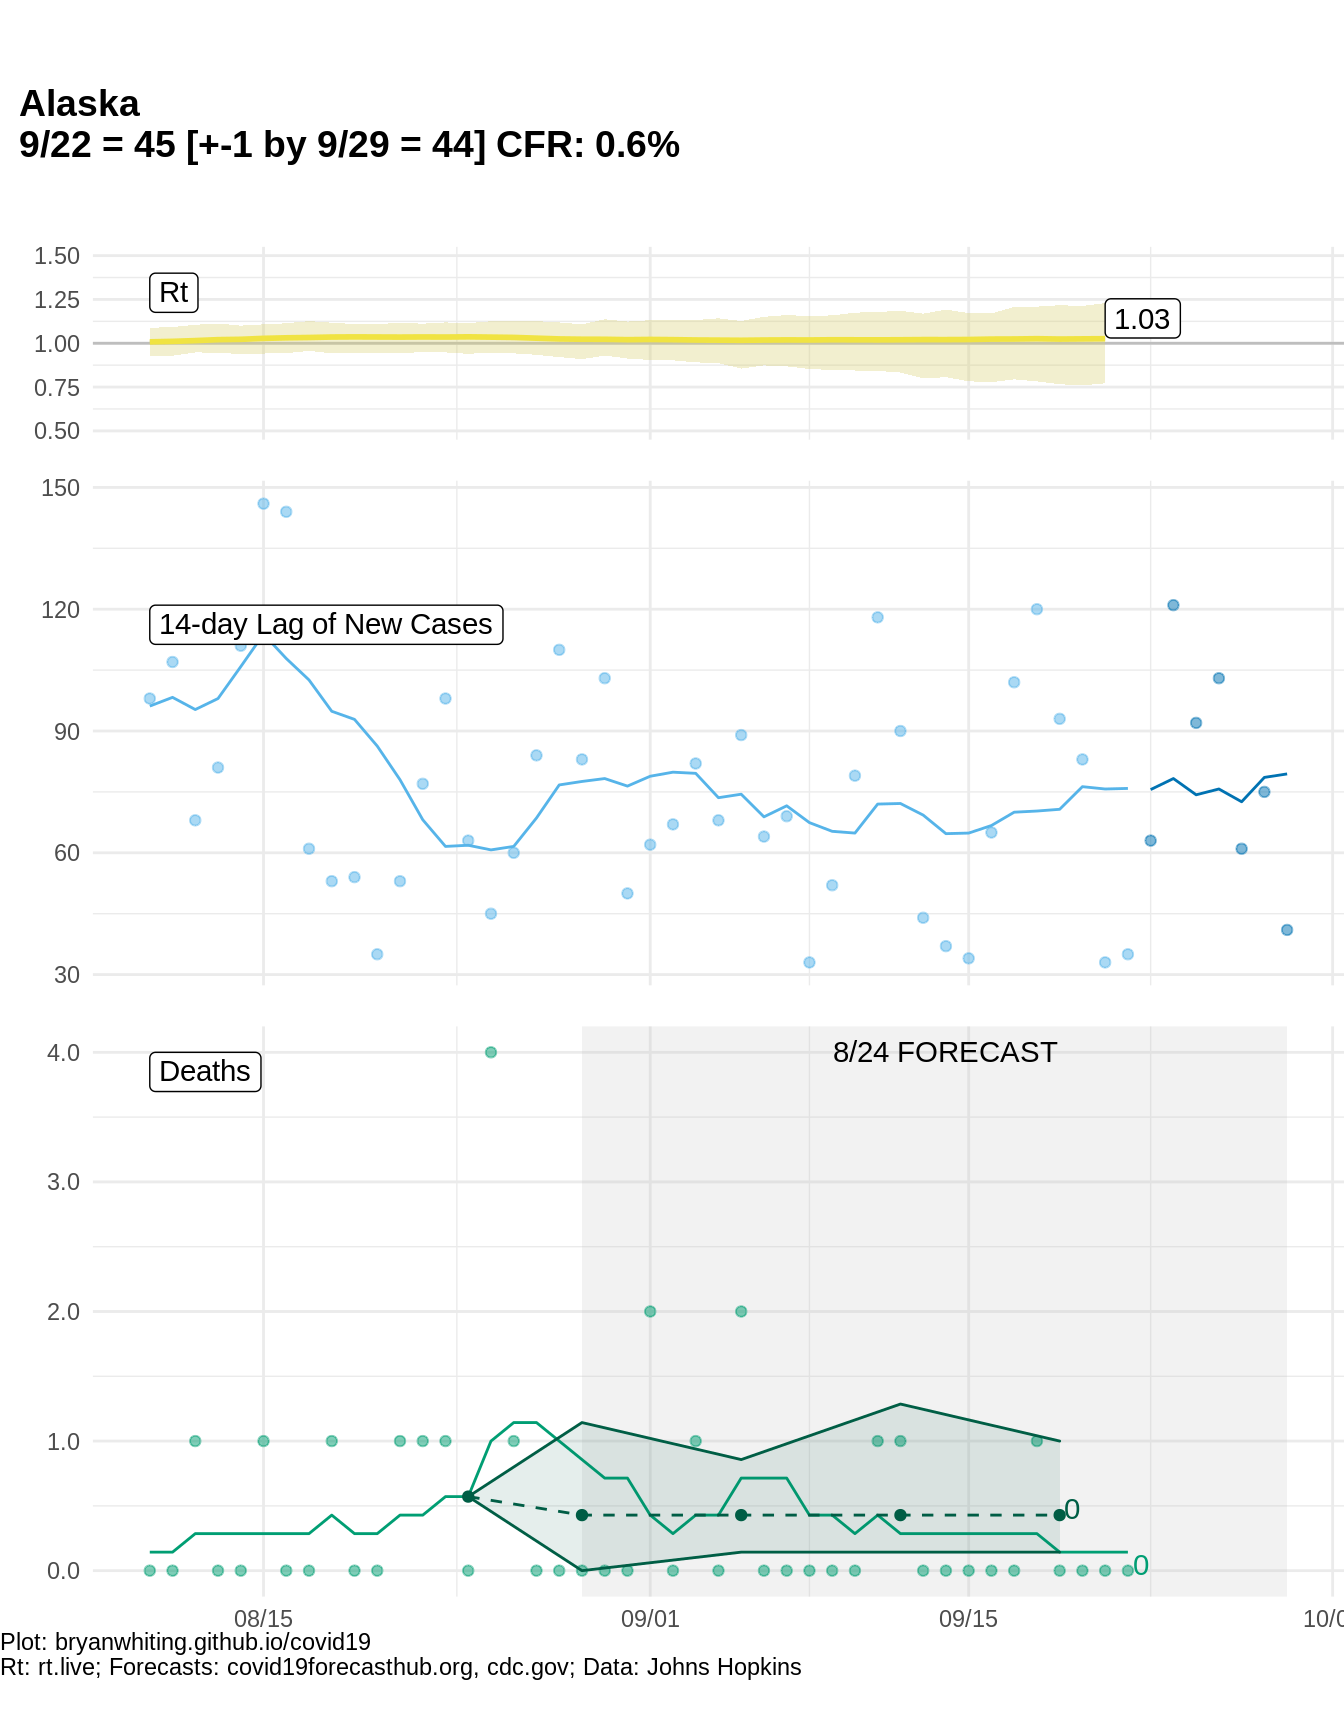 Alaska
9/22 = 45 [+-1 by 9/29 = 44] CFR: 0.6%
1.50
1.25
1.00
0.75
0.50
Rt
1.03
150
120
90
60
30
14-day Lag of New Cases
4.0
3.0
2.0
1.0
0.0
Deaths
8/24 FORECAST
0
0
08/15
09/01
09/15
10/0
Plot: bryanwhiting.github.io/covid19
Rt: rt.live; Forecasts: covid19forecasthub.org, cdc.gov; Data: Johns Hopkins